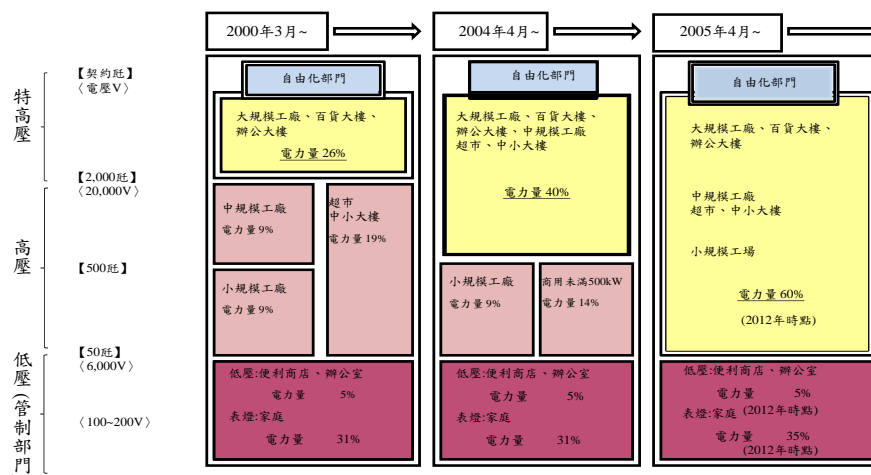 2000年3月~
2004年4月~
2005年4月~
特高壓
高壓
低壓(管制部門
【契約瓩】
〈電壓V〉
【2,000瓩】
〈20,000V〉
【500瓩】
【50瓩】
〈6,000V〉
〈100~200V〉
自由化部門
大規模工廠、百貨大樓、
辦公大樓
電力量 26%
中規模工廠
電力量 9%
超市
中小大樓
電力量 19%
小規模工廠
電力量 9%
低壓:便利商店、辦公室
電力量 5%
表燈:家庭
電力量 31%
自由化部門
大規模工廠、百貨大樓、
辦公大樓、中規模工廠
超市、中小大樓
電力量 40%
小規模工廠
電力量 9%
商用未滿500kW
電力量 14%
低壓:便利商店、辦公室
電力量 5%
表燈:家庭
電力量 31%
自由化部門
大規模工廠、百貨大樓、
辦公大樓
中規模工廠
超市、中小大樓
小規模工場
電力量 60%
(2012年時點)
低壓:便利商店、辦公室
電力量 5%
(2012年時點)
表燈:家庭
電力量 35%
(2012年時點)